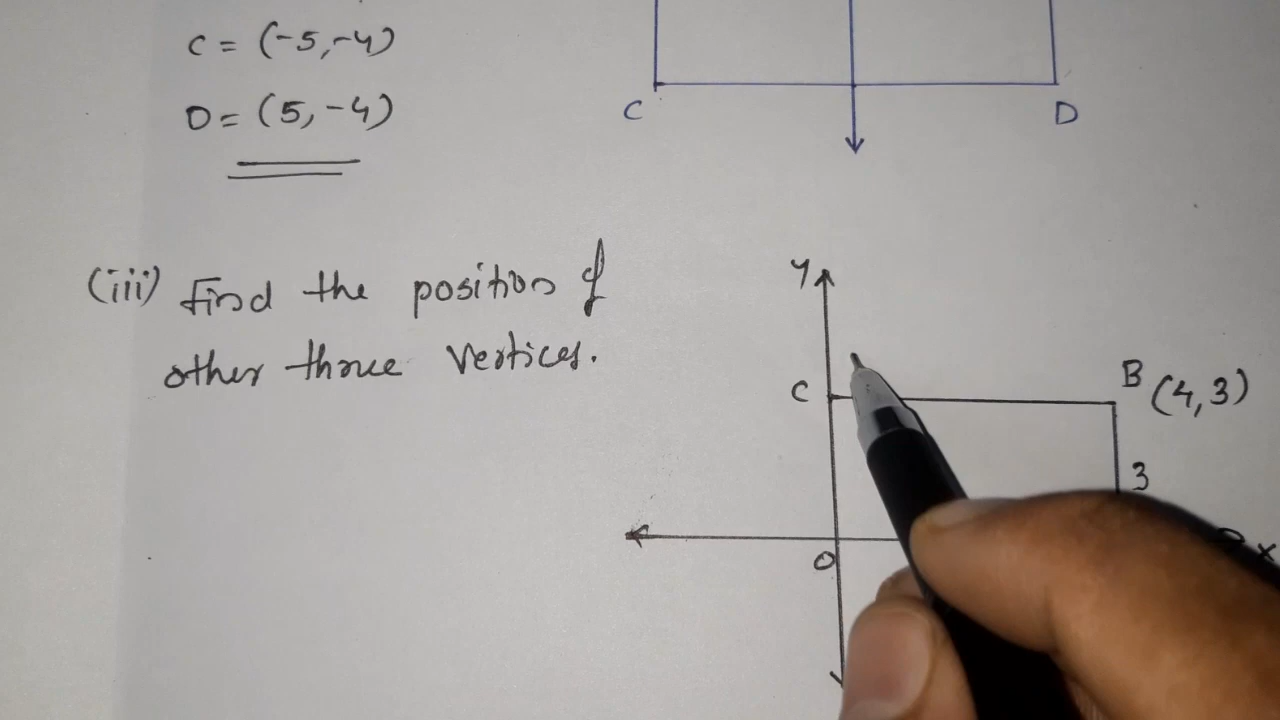 C = (-5,-4)
D = (5,-4)
C
D
(iii) Find the position of
other three vertices.
Y
C
B (4,3)
3
O
X